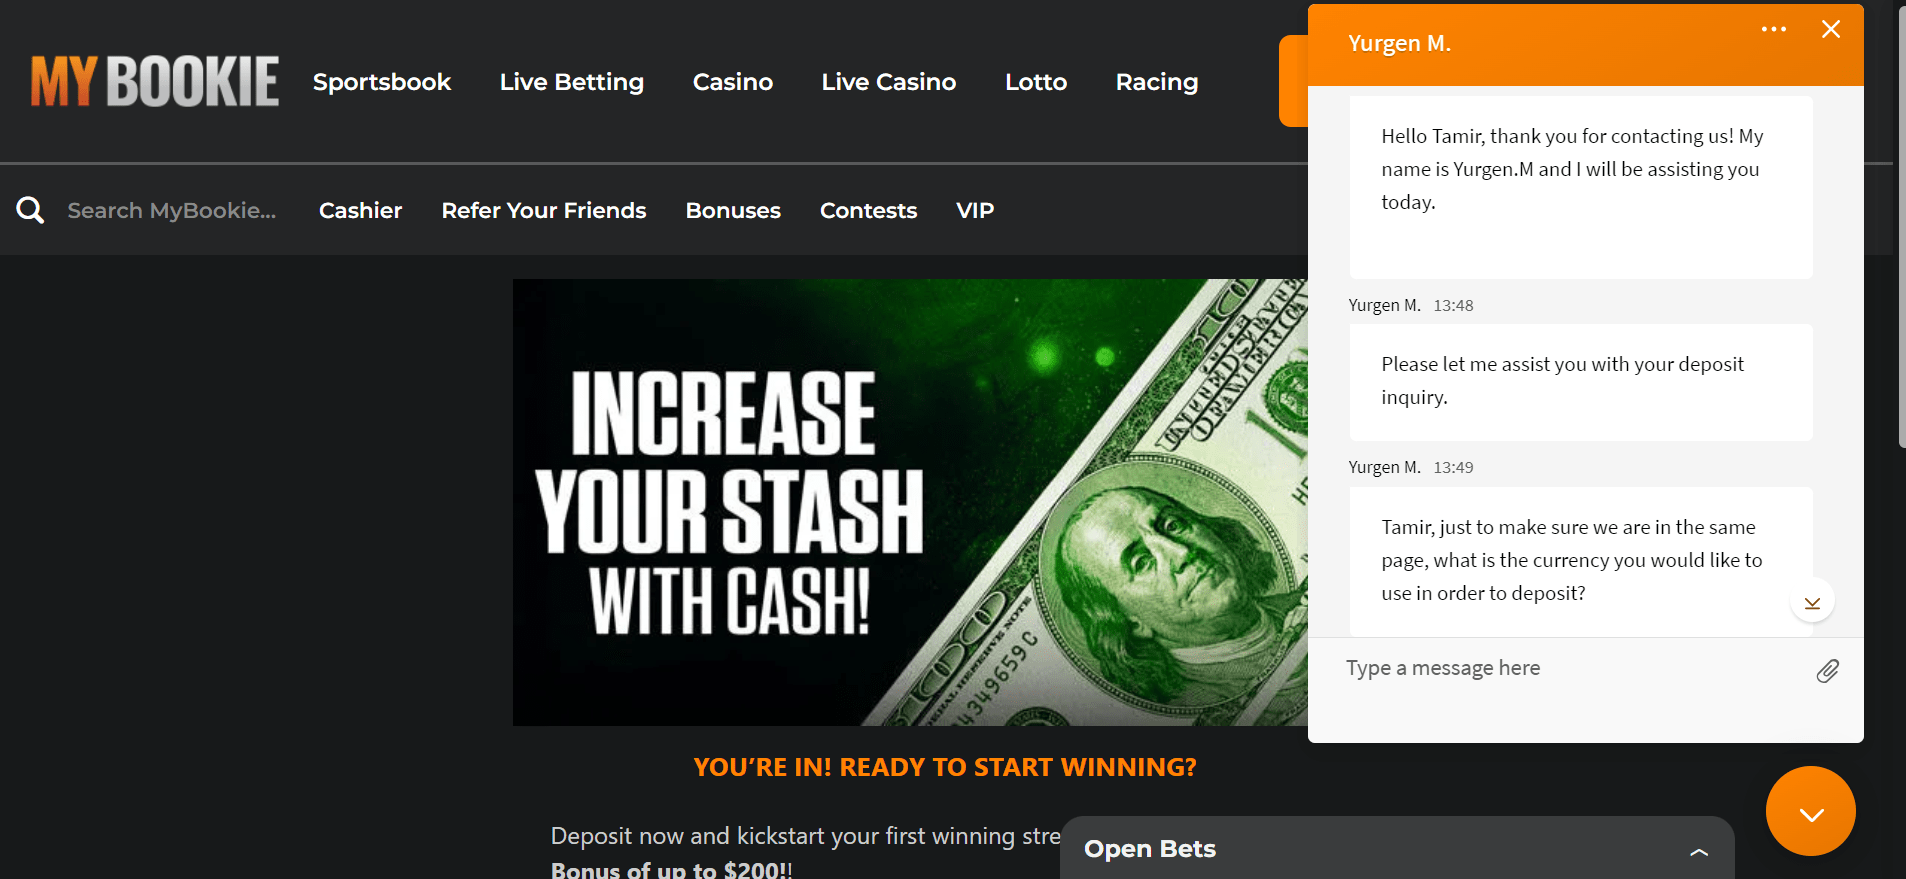 MY BOOKIE
Sportsbook
Live Betting
Casino
Live Casino
Lotto
Racing
Search MyBookie...
Cashier
Refer Your Friends
Bonuses
Contests
VIP
INCREASE
YOUR STASH
WITH CASH!
YOU'RE IN! READY TO START WINNING?
Deposit now and kickstart your first winning stre
Bonus of up to $200!!
Open Bets
Yurgen M.
Hello Tamir, thank you for contacting us! My
name is Yurgen.M and I will be assisting you
today.
Yurgen M. 13:48
Please let me assist you with your deposit
inquiry.
Yurgen M. 13:49
Tamir, just to make sure we are in the same
page, what is the currency you would like to
use in order to deposit?
Type a message here